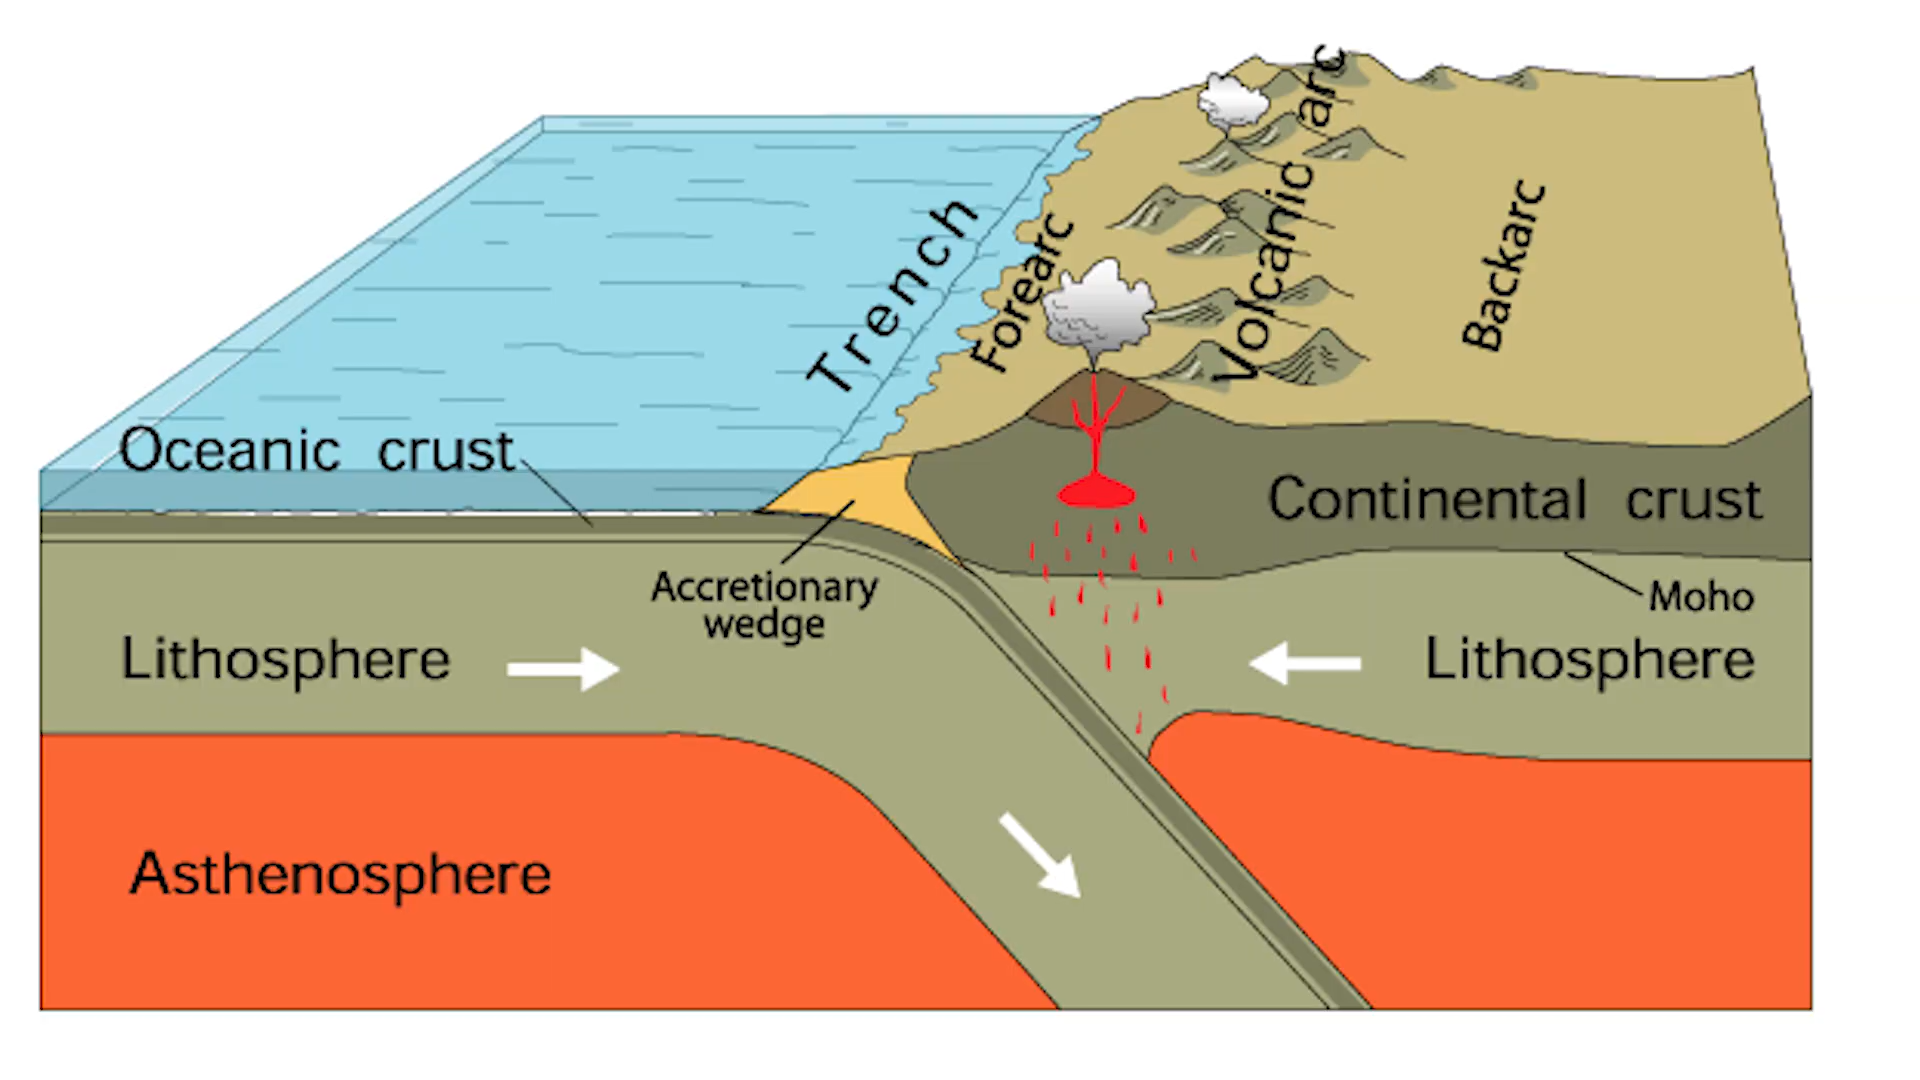 Volcanic arc
Trench
Forearc
Backarc
Oceanic crust
Continental crust
Accretionary
wedge
Moho
Lithosphere
Lithosphere
Asthenosphere